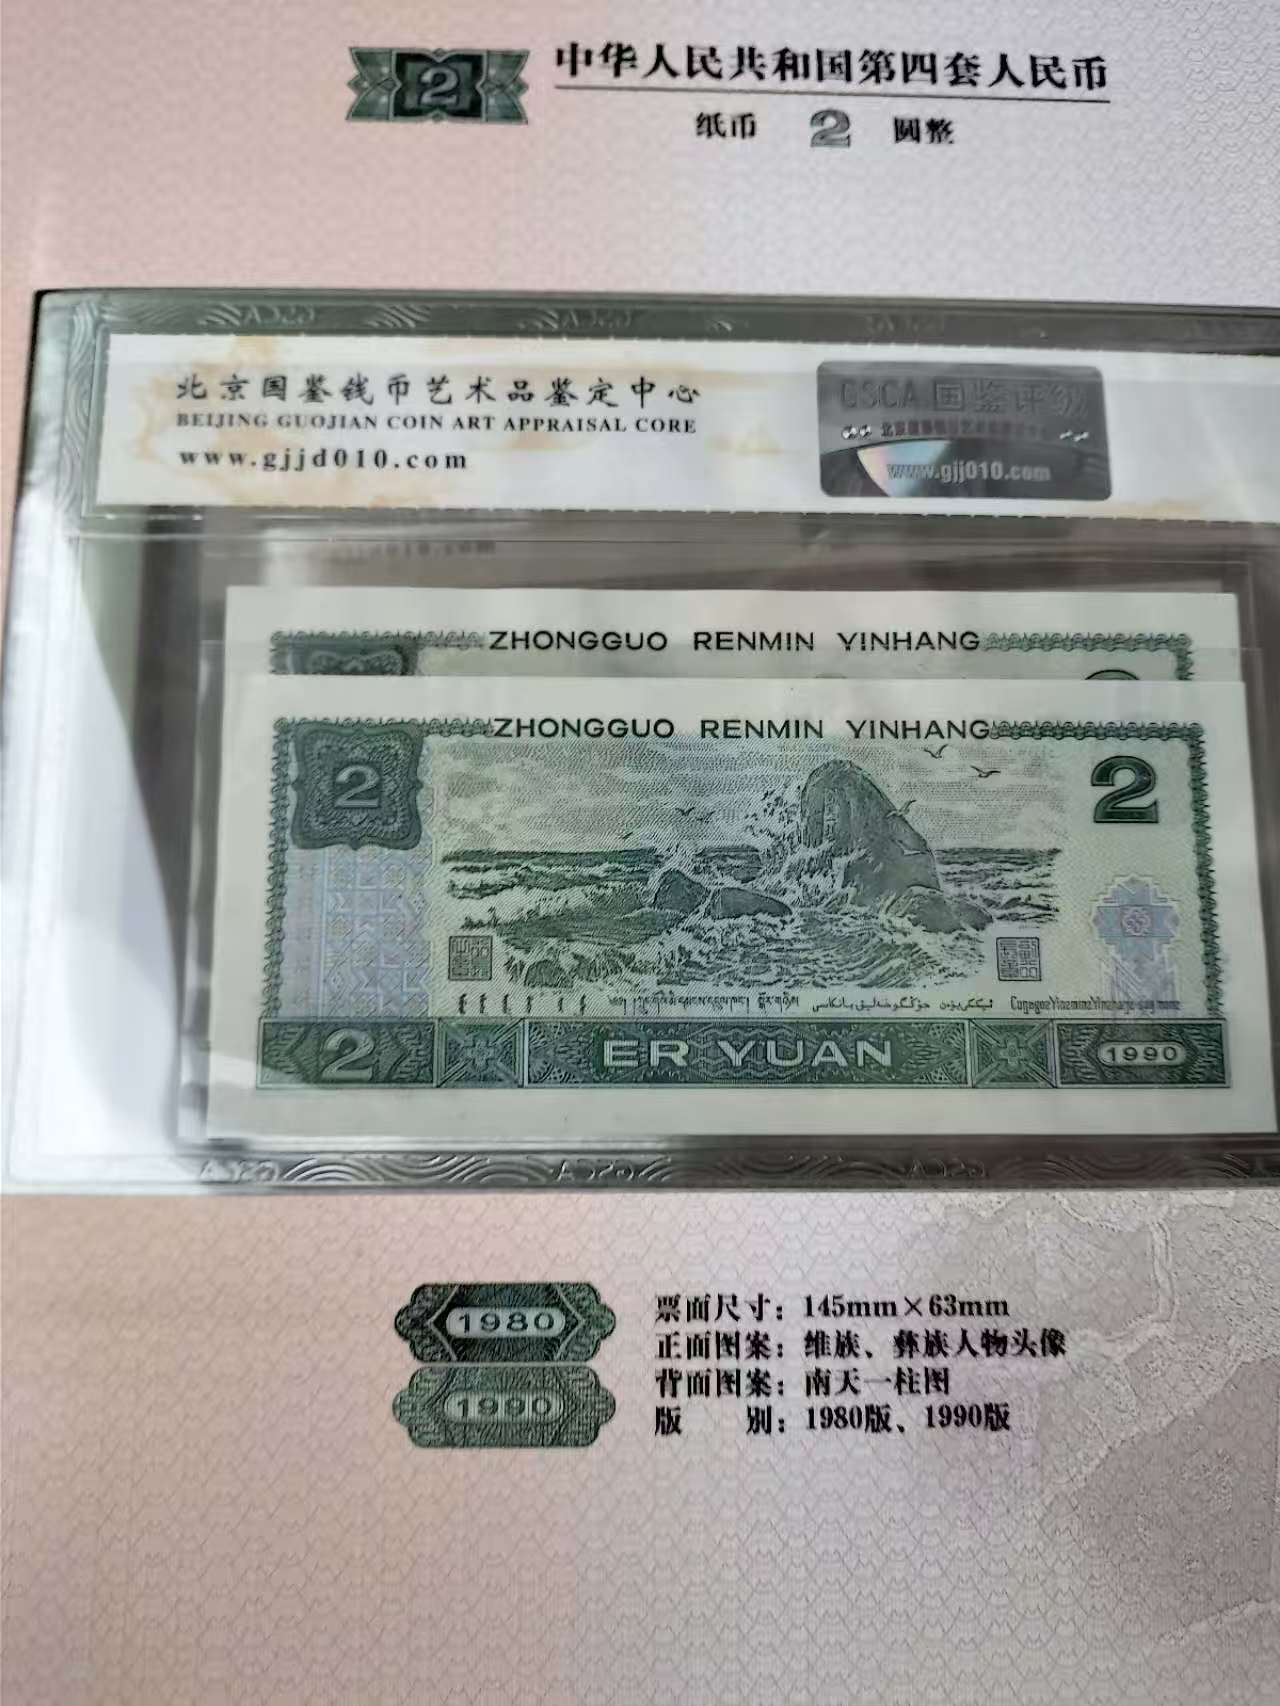 2
中华人民共和国第四套人民币
纸币 2 圆整
北京国鉴钱币艺术品鉴定中心
BEIJING GUOJIAN COIN ART APPRAISAL CORE
www.gjjd010.com
GSCA 国鉴评级
www.gjj010.com
ZHONGGUO RENMIN YINHANG
ZHONGGUO RENMIN YINHANG
2
2
2
ER YUAN
1990
1980
1990
票面尺寸：145mm×63mm
正面图案：维族、彝族人物头像
背面图案：南天一柱图
版 别：1980版、1990版